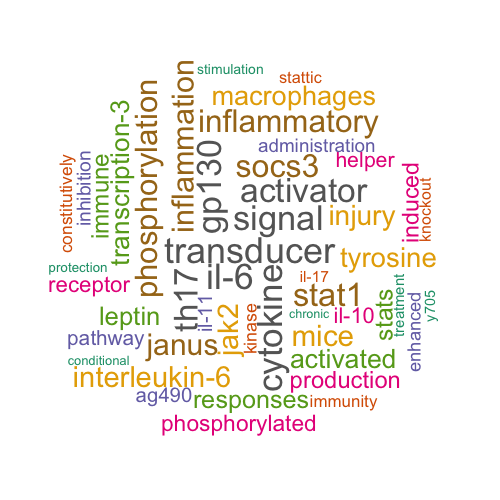 stimulation
stattic
macrophages
inflammatory
inflammation
phosphorylation
transcription-3
immune
inhibition
constitutively
gp130
socs3
administration
helper
activator
signal
injury
induced
knockout
transducer
tyrosine
protection
receptor
th17
il-6
cytokine
il-17
stat1
il-11
leptin
jak2
kinase
chronic
il-10
stats
treatment
enhanced
y705
pathway
janus
mice
activated
conditional
interleukin-6
production
ag490
responses
immunity
phosphorylated